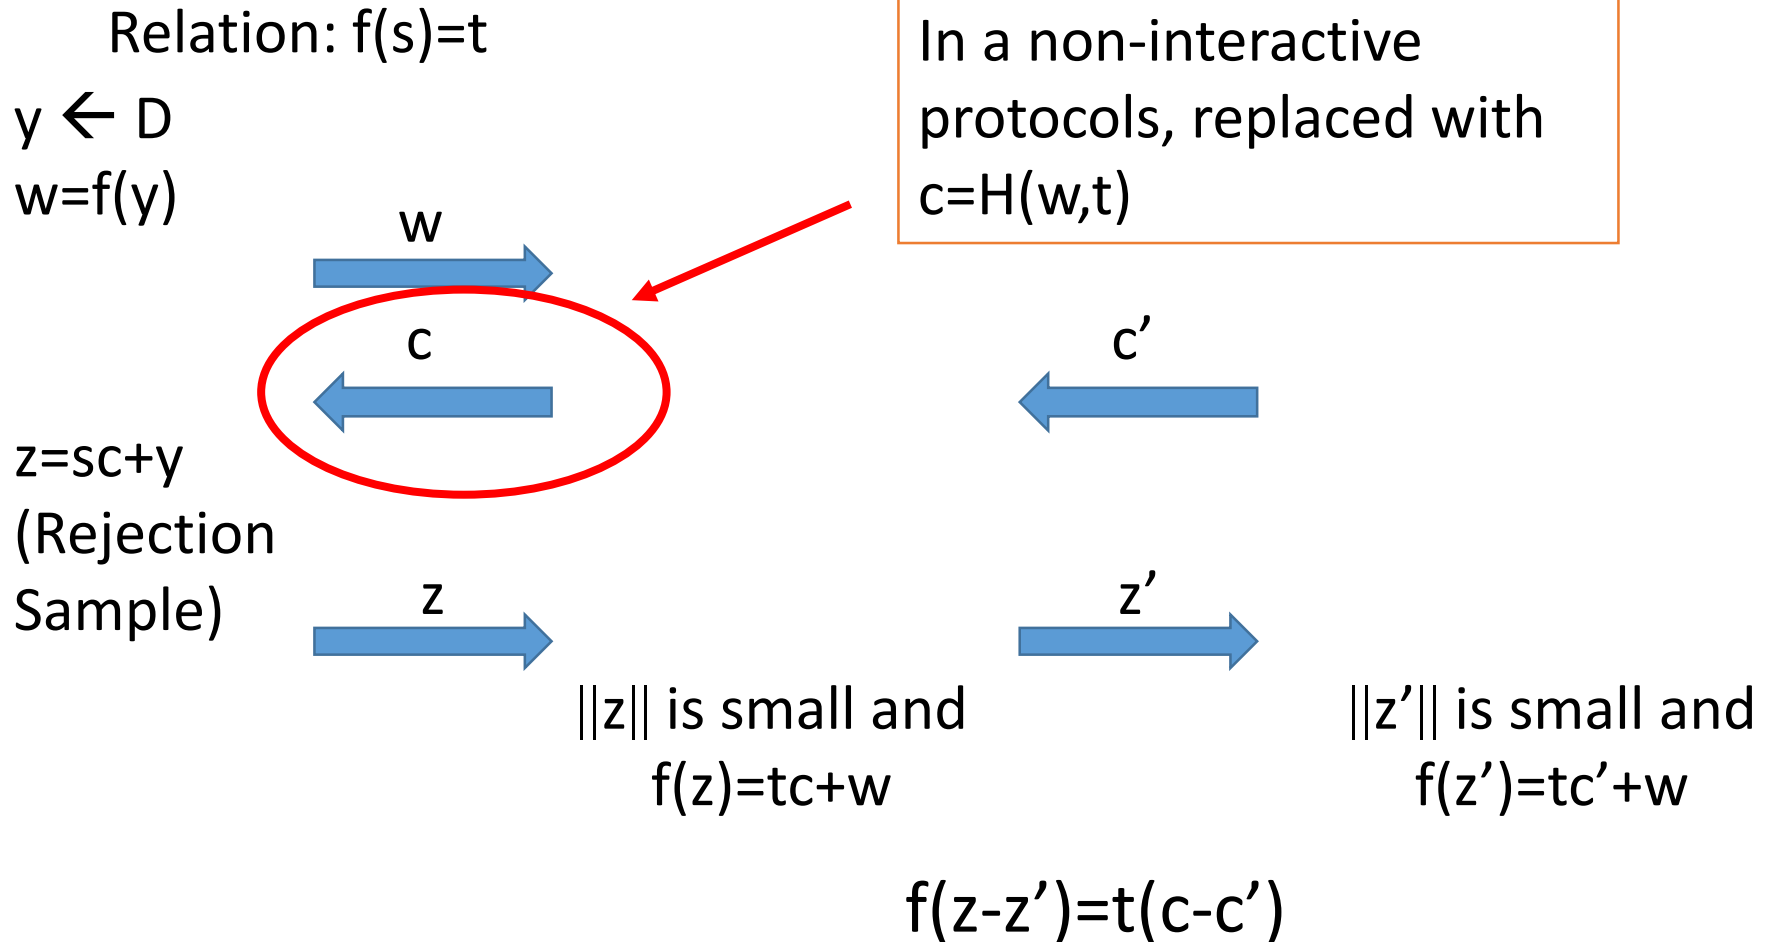 Relation: f(s)=t
y ← D
w=f(y)
In a non-interactive
protocols, replaced with
c=H(w,t)
w
c
c’
z=sc+y
(Rejection
Sample)
z
z’
||z|| is small and
f(z)=tc+w
||z’|| is small and
f(z’)=tc’+w
f(z-z’)=t(c-c’)